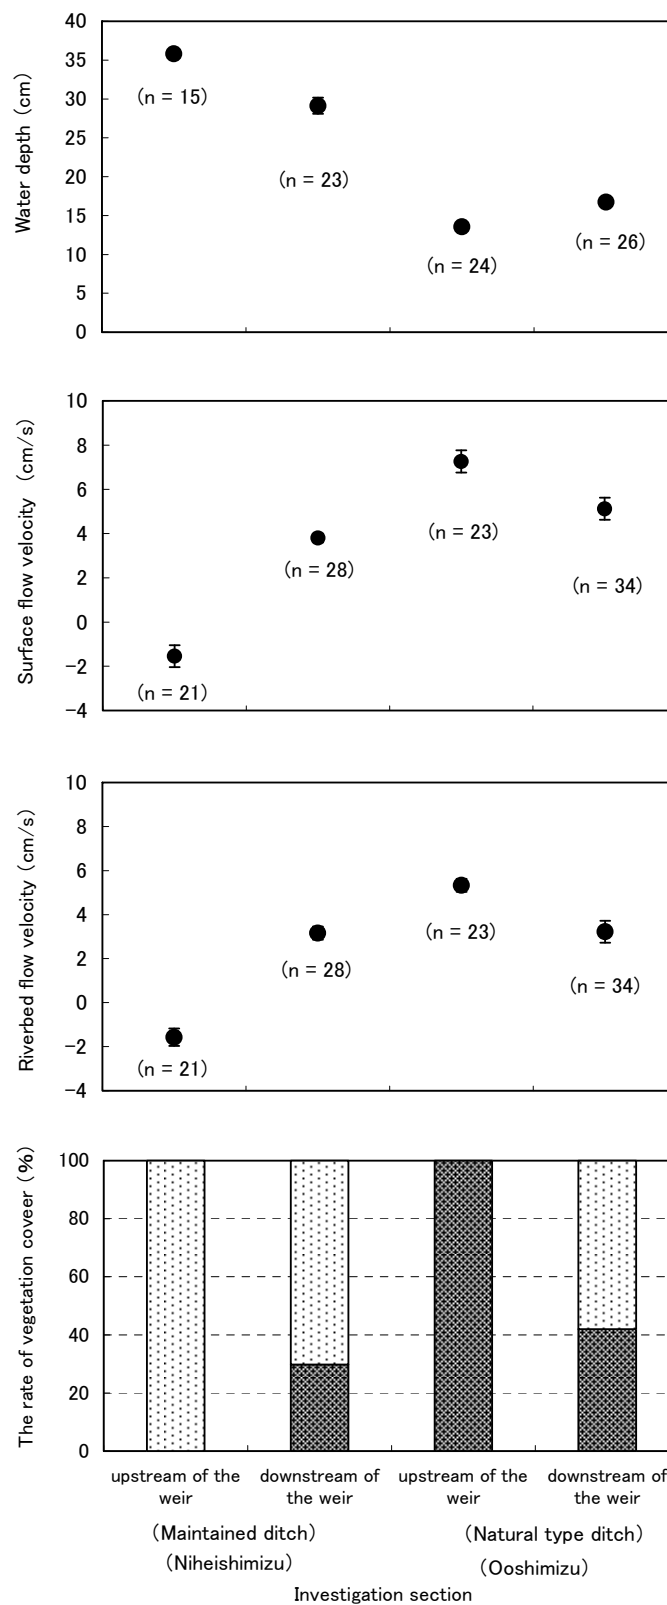 Water depth (cm)
40
35
30
25
20
15
10
5
0
(n = 15)
(n = 23)
(n = 24)
(n = 26)
Surface flow velocity (cm/s)
10
8
6
4
2
0
−2
−4
(n = 21)
(n = 28)
(n = 23)
(n = 34)
Riverbed flow velocity (cm/s)
10
8
6
4
2
0
−2
−4
(n = 21)
(n = 28)
(n = 23)
(n = 34)
The rate of vegetation coveer (%)
100
80
60
40
20
0
upstream of the
weir
downstream of
the weir
upstream of the
weir
downstream of
the weir
(Maintained ditch)
(Natural type ditch)
(Niheishimizu)
(Ooshimizu)
Investigation section